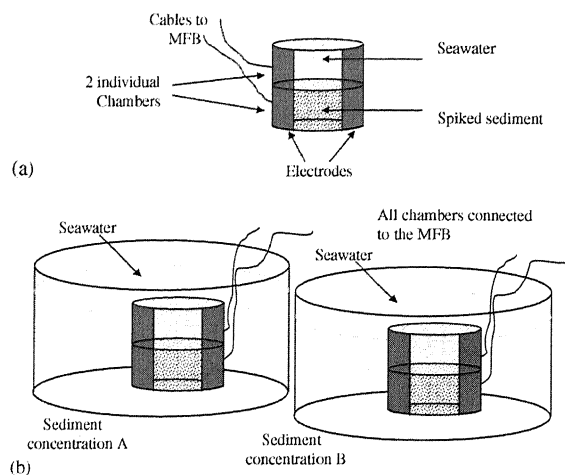 Cables to
MFB
Seawater
2 individual
Chambers
Spiked sediment
Electrodes
(a)
Seawater
All chambers connected
to the MFB
Seawater
Sediment
concentration A
Sediment
concentration B
(b)